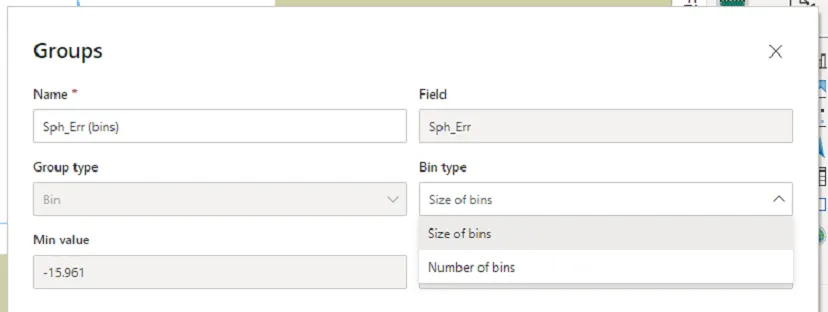 Groups
Name *
Field
Sph_Err (bins)
Sph_Err
Group type
Bin type
Bin
Size of bins
Size of bins
Min value
-15.961
Number of bins